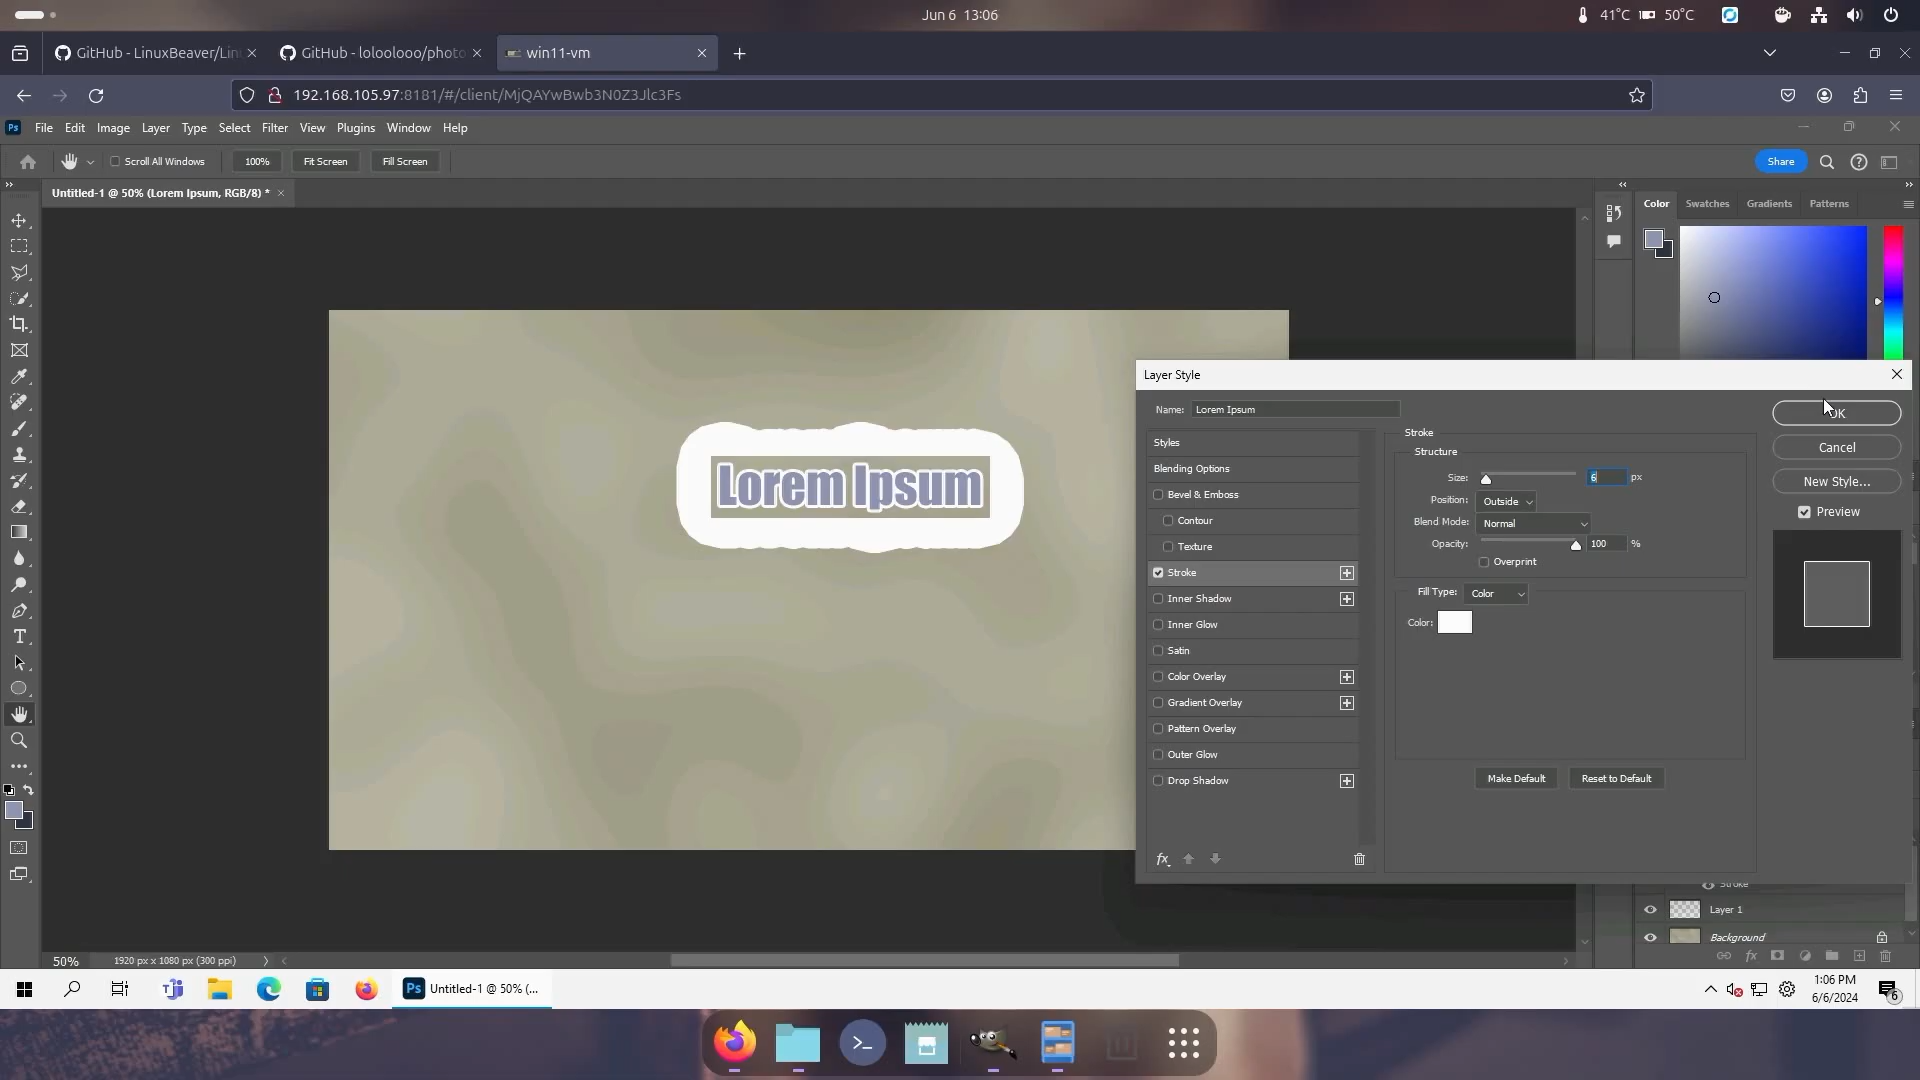 Jun 6 13:06
41°C 50°C
GitHub - LinuxBeaver/Lin
GitHub - lolooloo/photo
win11-vm
192.168.105.97:8181/#/client/MjQAYwBwb3N0Z3Jlc3Fs
Ps File Edit Image Layer Type Select Filter View Plugins Window Help
Scroll All Windows 100% Fit Screen Fill Screen Share
Untitled-1 @ 50% (Lorem Ipsum, RGB/8) *
Color Swatches Gradients Patterns
Lorem Ipsum
Layer Style
Name: Lorem Ipsum
Styles
Blending Options
Bevel & Emboss
Contour
Texture
Stroke
Inner Shadow
Inner Glow
Satin
Color Overlay
Gradient Overlay
Pattern Overlay
Outer Glow
Drop Shadow
fx
Stroke
Structure
Size: 6 px
Position: Outside
Blend Mode: Normal
Opacity: 100 %
Overprint
Fill Type: Color
Color:
Make Default Reset to Default
OK
Cancel
New Style...
Preview
Stroke
Layer 1
Background
fx
50% 1920 px x 1080 px (300 ppi)
Ps Untitled-1 @ 50% (...
1:06 PM
6/6/2024
6